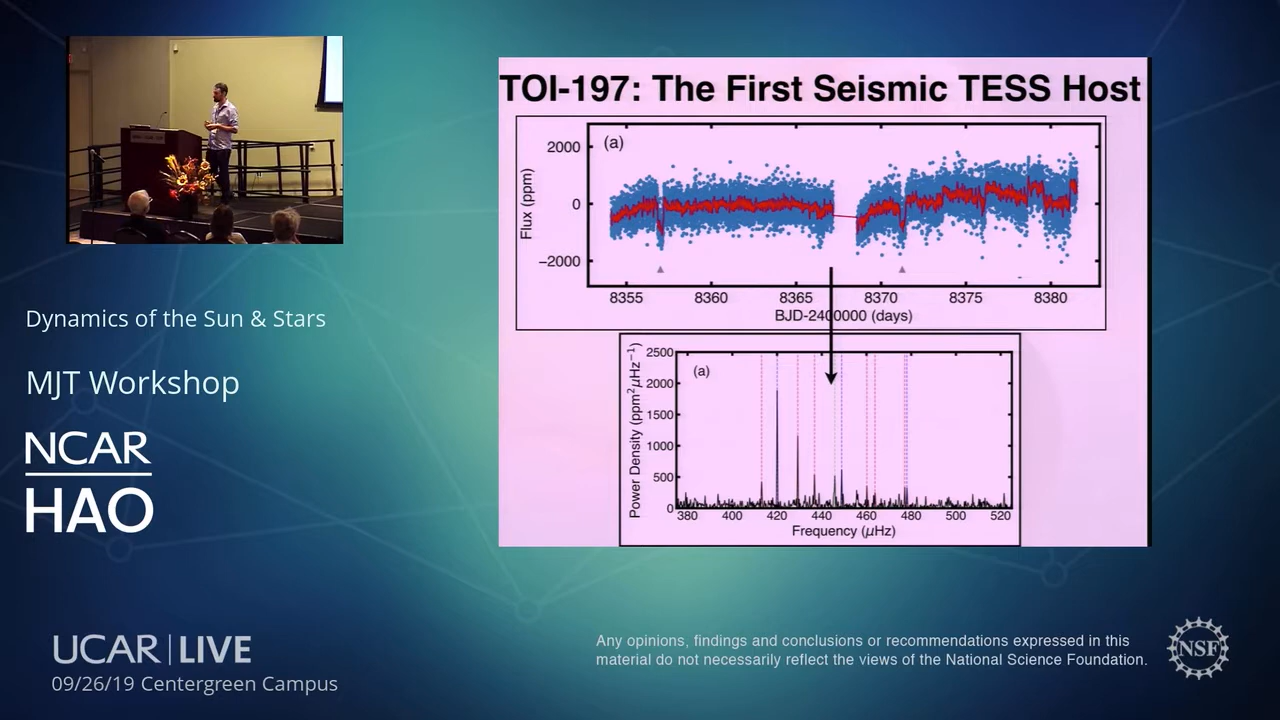 TOI-197: The First Seismic TESS Host
(a)
2000
0
−2000
Flux (ppm)
8355 8360 8365 8370 8375 8380
BJD-2400000 (days)
(a)
2500
2000
1500
1000
500
0
Power Density (ppm²μHz⁻¹)
380 400 420 440 460 480 500 520
Frequency (μHz)
Dynamics of the Sun & Stars
MJT Workshop
NCAR
HAO
UCAR | LIVE
09/26/19 Centergreen Campus
Any opinions, findings and conclusions or recommendations expressed in this
material do not necessarily reflect the views of the National Science Foundation.
NSF